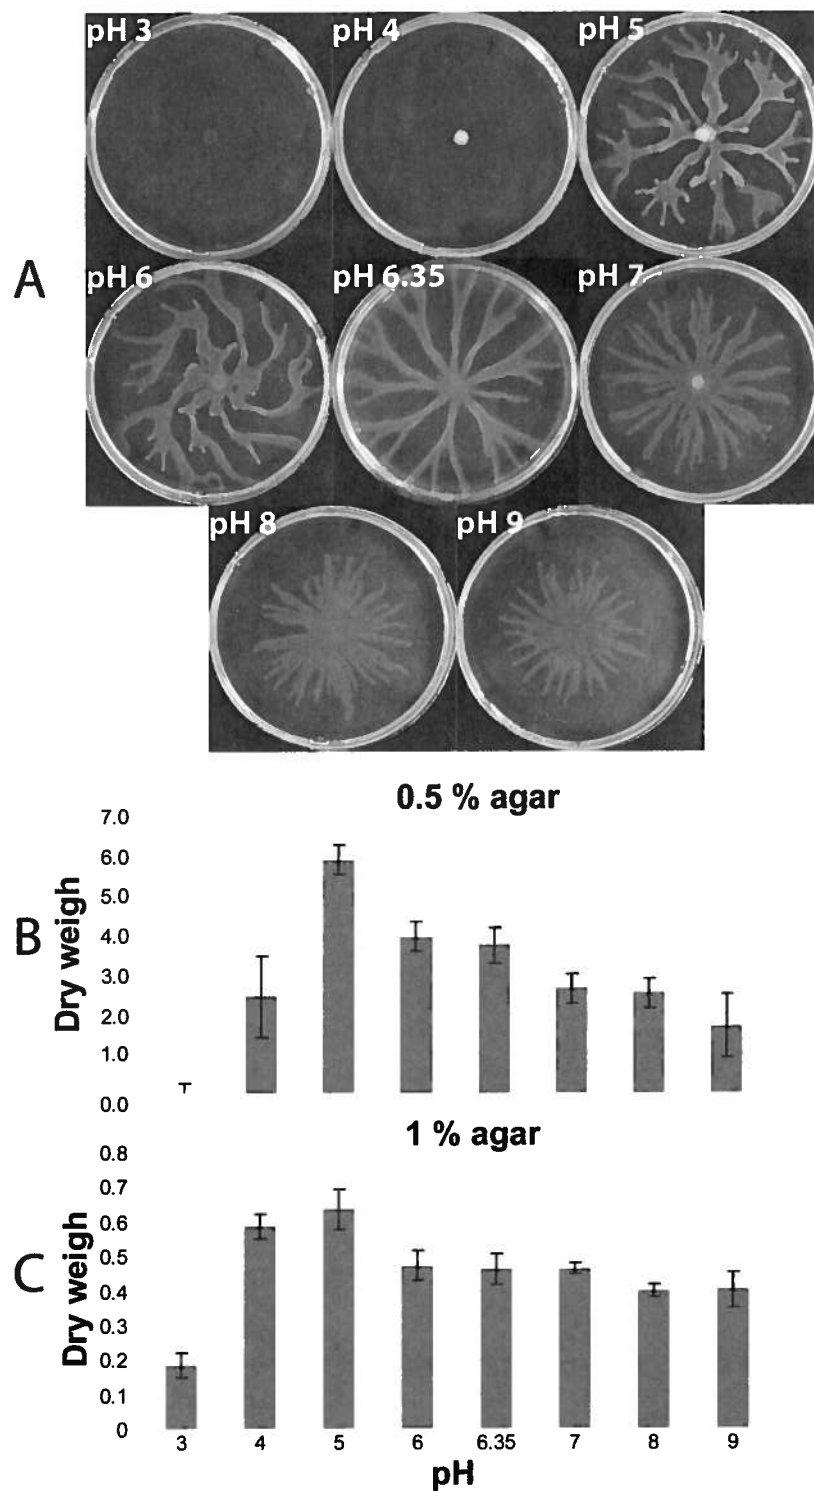 pH 3
pH 4
pH 5
A
pH 6
pH 6.35
pH 7
pH 8
pH 9
0.5 % agar
B
Dry weigh
7.0
6.0
5.0
4.0
3.0
2.0
1.0
0.0
1 % agar
C
Dry weigh
0.8
0.7
0.6
0.5
0.4
0.3
0.2
0.1
0
3 4 5 6 6.35 7 8 9
pH